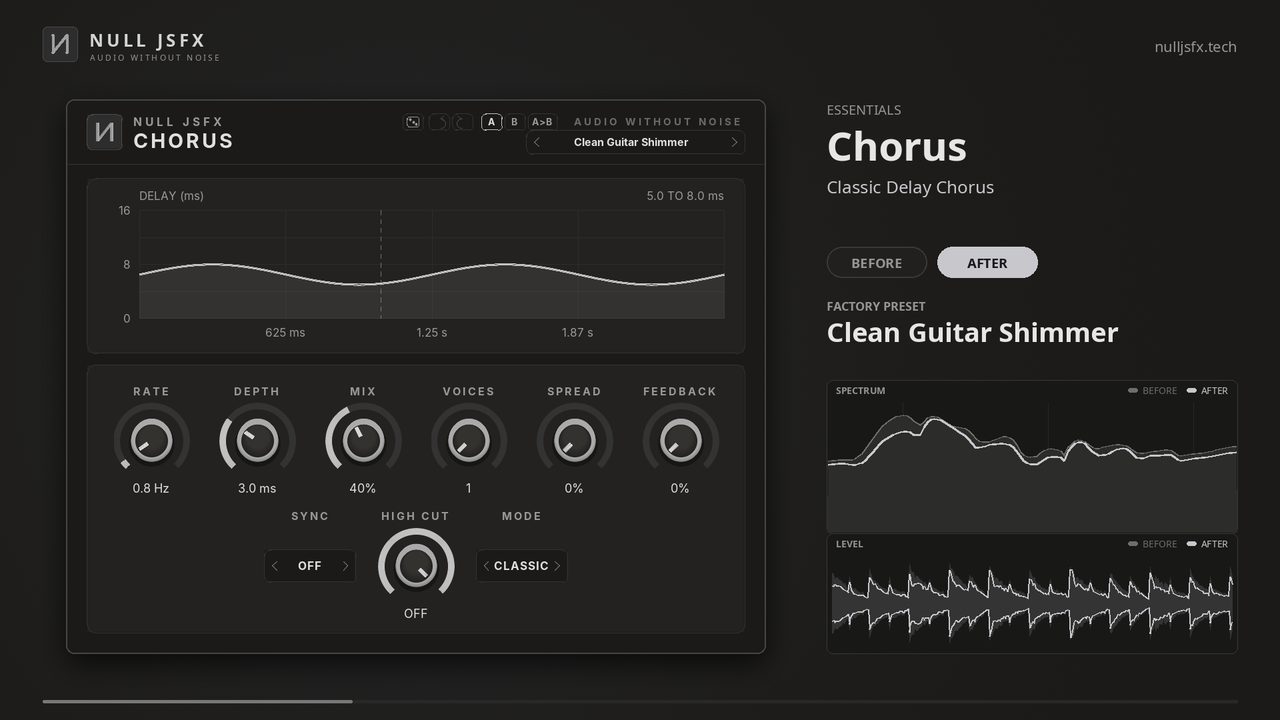 NULL JSFX
AUDIO WITHOUT NOISE
nulljsfx.tech
NULL JSFX
CHORUS
A B A>B
AUDIO WITHOUT NOISE
Clean Guitar Shimmer
DELAY (ms)
5.0 TO 8.0 ms
16
8
0
625 ms
1.25 s
1.87 s
RATE DEPTH MIX VOICES SPREAD FEEDBACK
0.8 Hz 3.0 ms 40% 1 0% 0%
SYNC HIGH CUT MODE
OFF CLASSIC
OFF
ESSENTIALS
Chorus
Classic Delay Chorus
BEFORE AFTER
FACTORY PRESET
Clean Guitar Shimmer
SPECTRUM BEFORE AFTER
LEVEL BEFORE AFTER